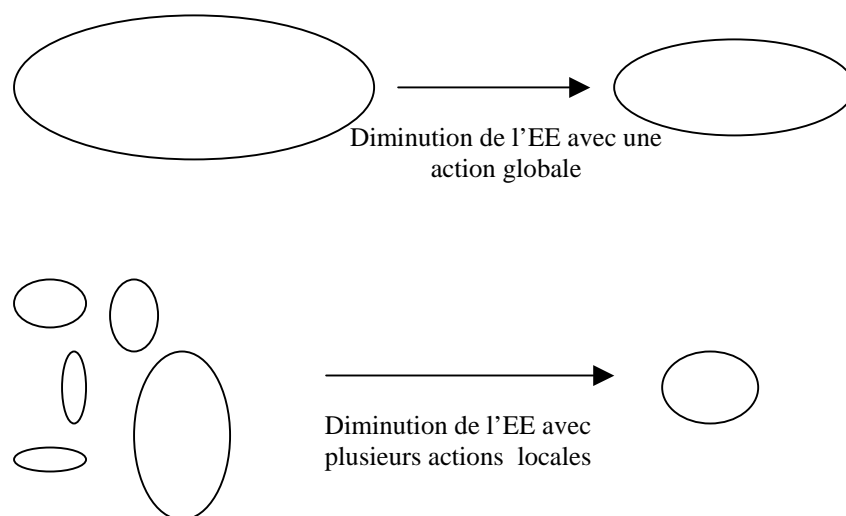 Diminution de l’EE avec une
action globale
Diminution de l’EE avec
plusieurs actions locales